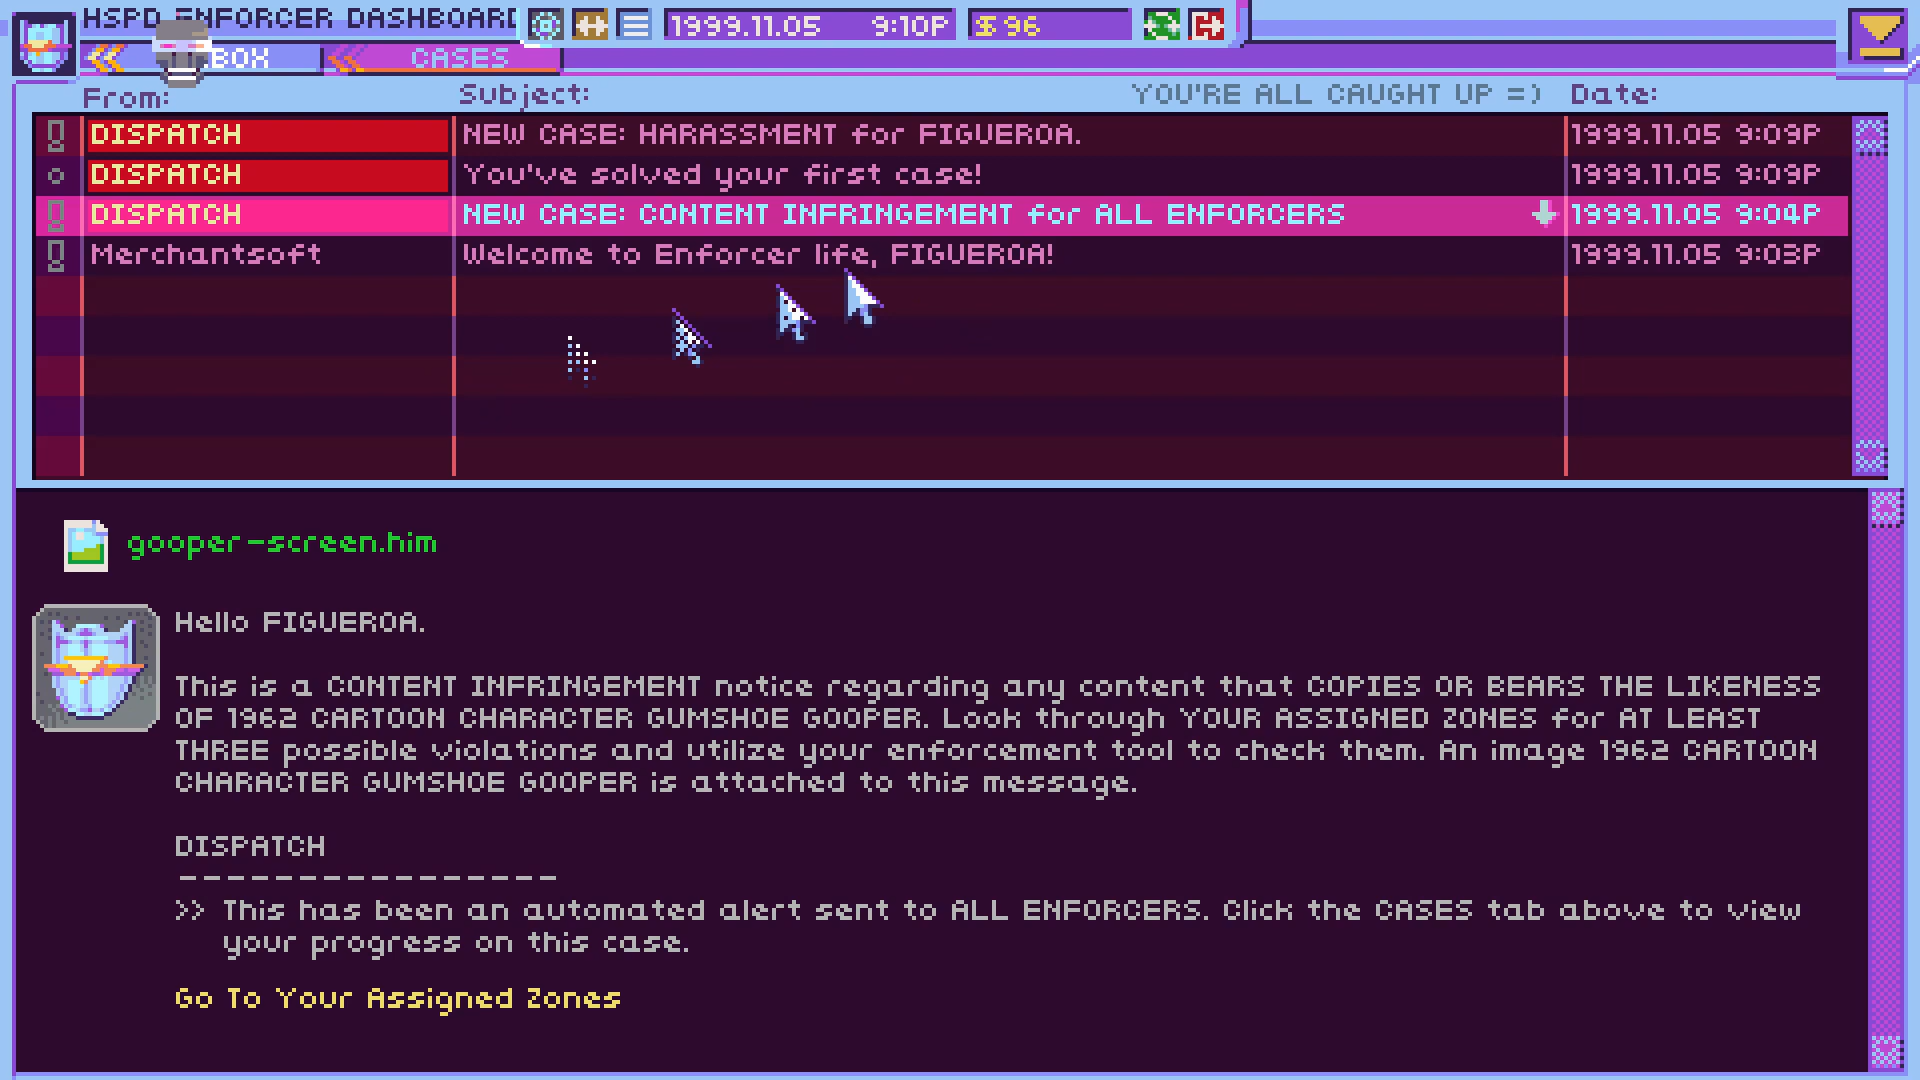 HSPD ENFORCER DASHBOARD
1999.11.05 9:10P
96
BOX
CASES
From:
Subject:
YOU'RE ALL CAUGHT UP =)
Date:
DISPATCH NEW CASE: HARASSMENT for FIGUEROA. 1999.11.05 9:09P
DISPATCH You've solved your first case! 1999.11.05 9:09P
DISPATCH NEW CASE: CONTENT INFRINGEMENT for ALL ENFORCERS 1999.11.05 9:04P
Merchantsoft Welcome to Enforcer life, FIGUEROA! 1999.11.05 9:03P
gooper-screen.him
Hello FIGUEROA.
This is a CONTENT INFRINGEMENT notice regarding any content that COPIES OR BEARS THE LIKENESS
OF 1962 CARTOON CHARACTER GUMSHOE GOOPER. Look through YOUR ASSIGNED ZONES for AT LEAST
THREE possible violations and utilize your enforcement tool to check them. An image 1962 CARTOON
CHARACTER GUMSHOE GOOPER is attached to this message.
DISPATCH
----------------
>> This has been an automated alert sent to ALL ENFORCERS. Click the CASES tab above to view
your progress on this case.
Go To Your Assigned Zones